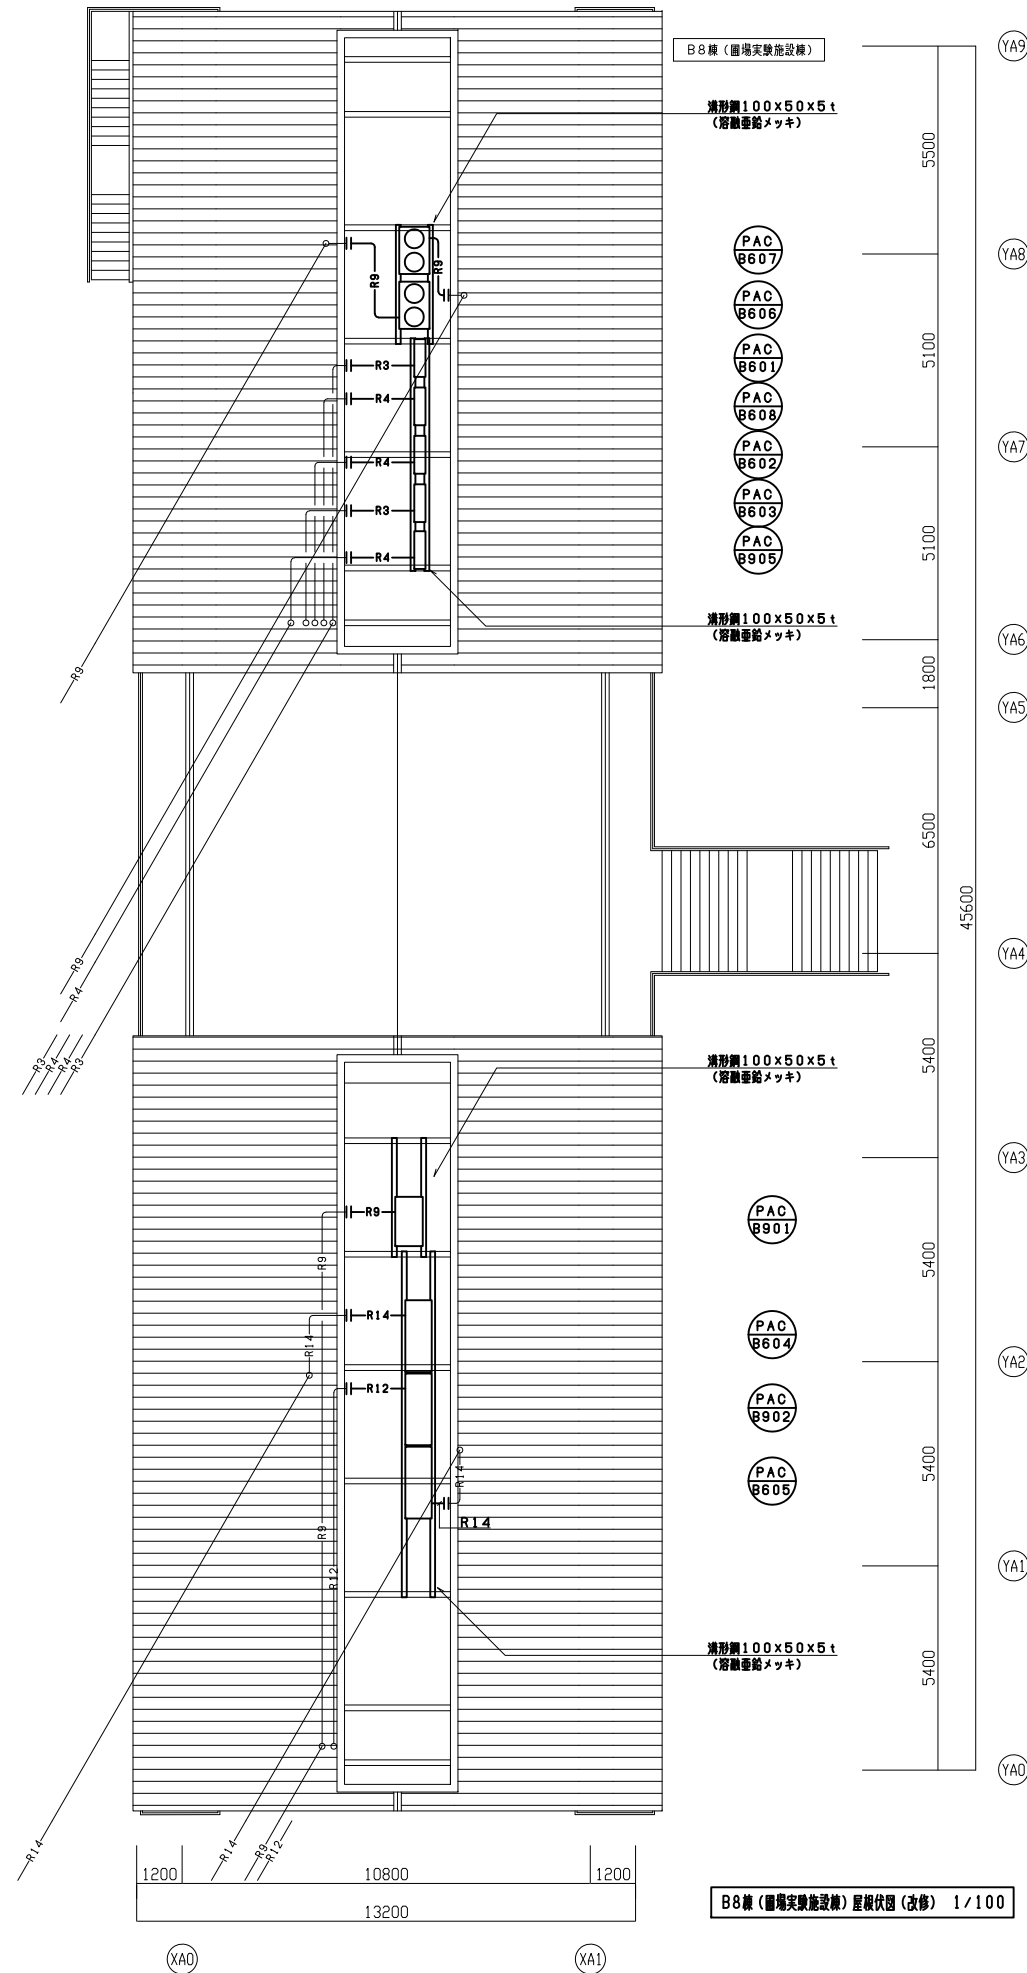 B8棟(圃場実験施設棟)
YA9
溝形鋼100×50×5t
(溶融亜鉛メッキ)
5500
PAC
B607
YA8
R9
R9
PAC
B606
5100
R3
PAC
B601
R4
PAC
B608
R4
PAC
B602
YA7
R3
PAC
B603
5100
R4
PAC
B905
溝形鋼100×50×5t
(溶融亜鉛メッキ)
YA6
R9
1800
YA5
6500
45600
YA4
R9
R4
R3
R4
R4
R3
5400
溝形鋼100×50×5t
(溶融亜鉛メッキ)
YA3
R9
PAC
B901
R9
5400
R14
R14
PAC
B604
YA2
R12
PAC
B902
R14
5400
PAC
B605
R14
R9
R12
YA1
溝形鋼100×50×5t
(溶融亜鉛メッキ)
5400
YA0
R14
R14
R9
R12
1200
10800
1200
13200
B8棟(圃場実験施設棟)屋根伏図(改修) 1/100
XA0
XA1